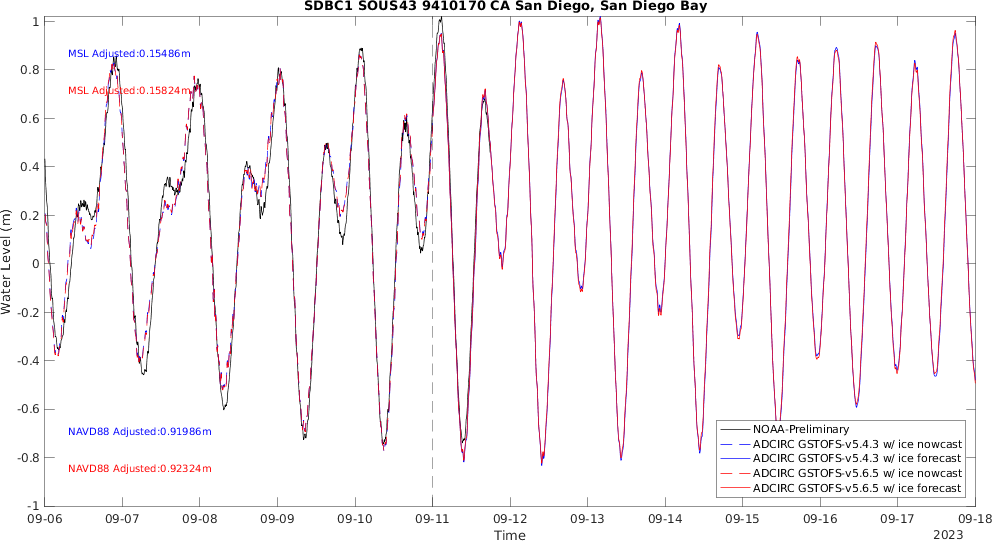 SDBC1 SOUS43 9410170 CA San Diego, San Diego Bay
MSL Adjusted:0.15486m
MSL Adjusted:0.15824m
NAVD88 Adjusted:0.91986m
NAVD88 Adjusted:0.92324m
Water Level (m)
0.8
0.6
0.4
0.2
0
-0.2
-0.4
-0.6
-0.8
-1
NOAA-Preliminary
ADCIRC GSTOFS-v5.4.3 w/ ice nowcast
ADCIRC GSTOFS-v5.4.3 w/ ice forecast
ADCIRC GSTOFS-v5.6.5 w/ ice nowcast
ADCIRC GSTOFS-v5.6.5 w/ ice forecast
09-06 09-07 09-08 09-09 09-10 09-11 09-12 09-13 09-14 09-15 09-16 09-17 09-18
Time
2023